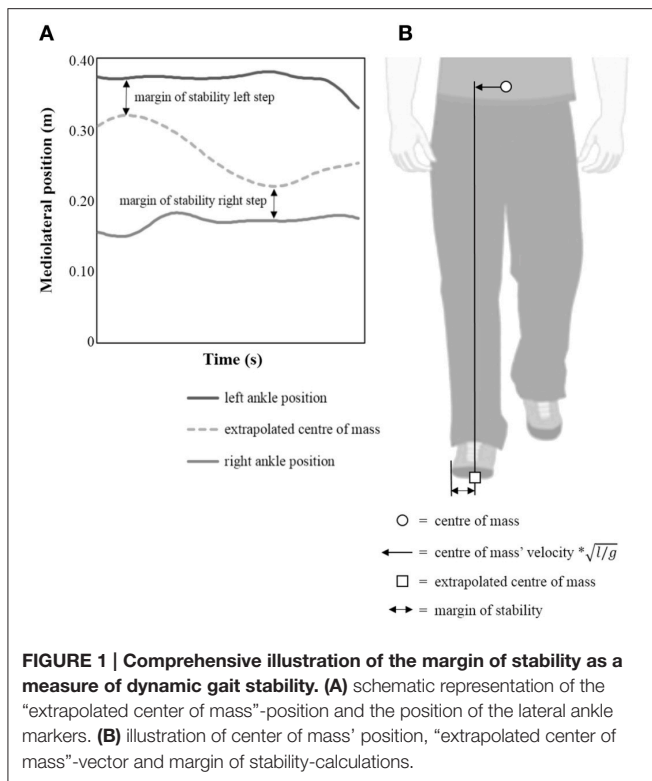 A
B
0.40
0.30
0.20
0.10
0
Mediolateral position (m)
margin of stability left step
margin of stability right step
Time (s)
left ankle position
extrapolated centre of mass
right ankle position
= centre of mass
= centre of mass' velocity *√l/g
= extrapolated centre of mass
= margin of stability
FIGURE 1 | Comprehensive illustration of the margin of stability as a
measure of dynamic gait stability. (A) schematic representation of the
“extrapolated center of mass”-position and the position of the lateral ankle
markers. (B) illustration of center of mass’ position, “extrapolated center of
mass”-vector and margin of stability-calculations.